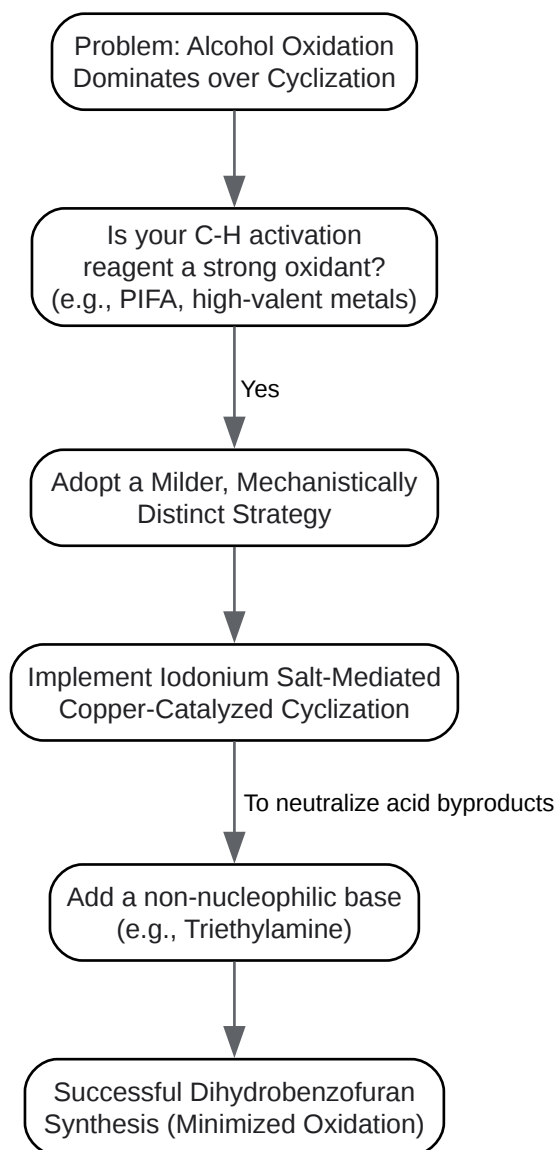 Problem: Alcohol Oxidation
Dominates over Cyclization
Is your C-H activation
reagent a strong oxidant?
(e.g., PIFA, high-valent metals)
Yes
Adopt a Milder, Mechanistically
Distinct Strategy
Implement Iodonium Salt-Mediated
Copper-Catalyzed Cyclization
To neutralize acid byproducts
Add a non-nucleophilic base
(e.g., Triethylamine)
Successful Dihydrobenzofuran
Synthesis (Minimized Oxidation)